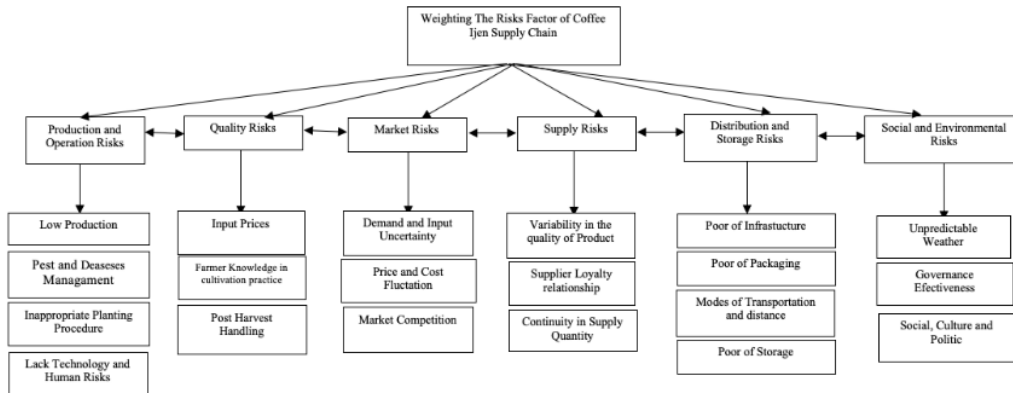 Weighting The Risks Factor of Coffee
Ijen Supply Chain
Production and
Operation Risks
Quality Risks
Market Risks
Supply Risks
Distribution and
Storage Risks
Social and Environmental
Risks
Low Production
Pest and Deaseses
Managament
Inappropriate Planting
Procedure
Lack Technology and
Human Risks
Input Prices
Farmer Knowledge in
cultivation practice
Post Harvest
Handling
Demand and Input
Uncertainty
Price and Cost
Fluctation
Market Competition
Variability in the
quality of Product
Supplier Loyalty
relationship
Continuity in Supply
Quantity
Poor of Infrastucture
Poor of Packaging
Modes of Transportation
and distance
Poor of Storage
Unpredictable
Weather
Governance
Efectiveness
Social, Culture and
Politic